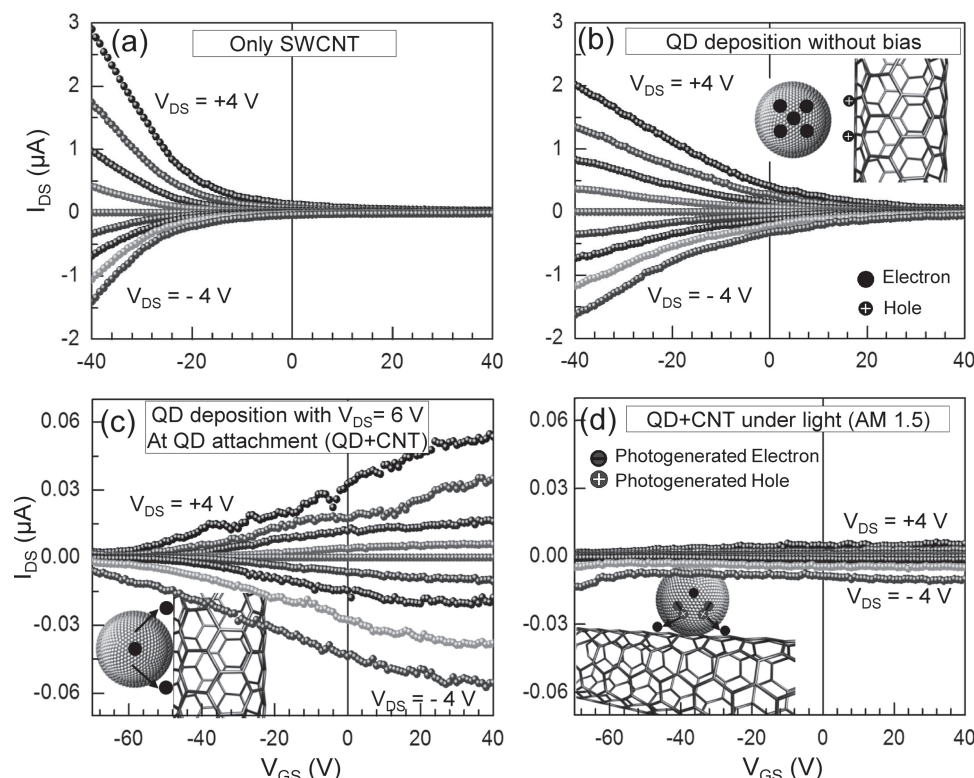 (a)
Only SWCNT
V_DS = +4 V
V_DS = - 4 V
3
2
1
0
-1
-2
I_DS (μA)
-40
-20
0
20
40
(b)
QD deposition without bias
V_DS = +4 V
V_DS = - 4 V
Electron
Hole
3
2
1
0
-1
-2
-40
-20
0
20
40
(c)
QD deposition with V_DS= 6 V
At QD attachment (QD+CNT)
V_DS = +4 V
V_DS = - 4 V
0.06
0.03
0.00
-0.03
-0.06
I_DS (μA)
-60
-40
-20
0
20
40
V_GS (V)
(d)
QD+CNT under light (AM 1.5)
Photogenerated Electron
Photogenerated Hole
V_DS = +4 V
V_DS = - 4 V
0.06
0.03
0.00
-0.03
-0.06
-60
-40
-20
0
20
40
V_GS (V)